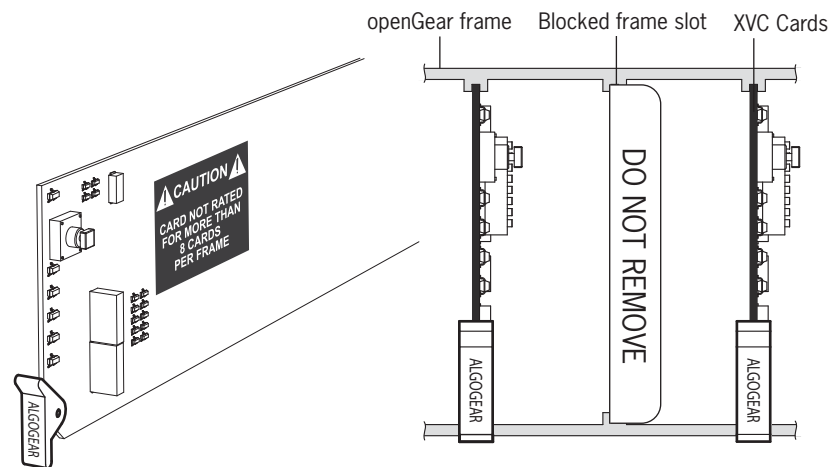 openGear frame
Blocked frame slot
XVC Cards
CAUTION
CARD NOT RATED
FOR MORE THAN
8 CARDS
PER FRAME
ALGOGEAR
DO NOT REMOVE
ALGOGEAR
ALGOGEAR